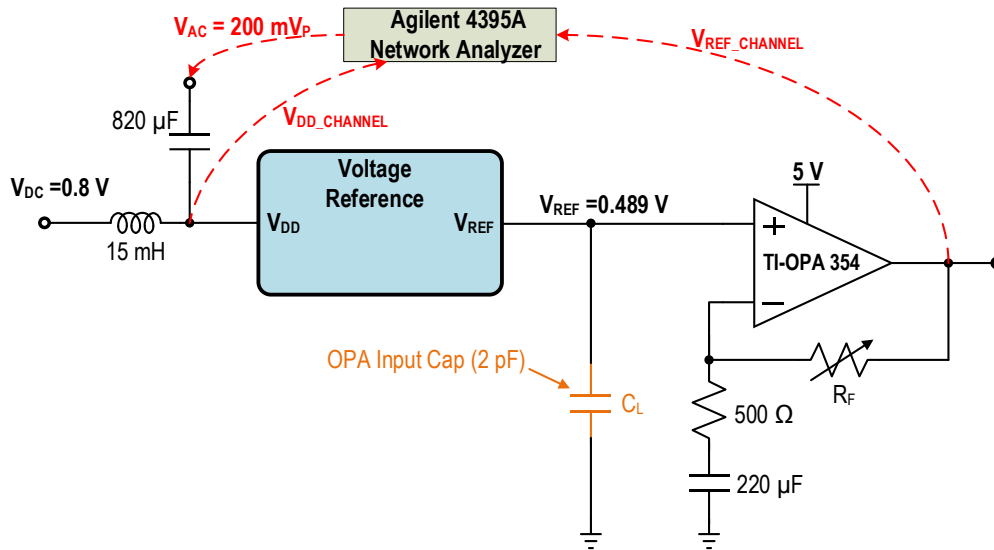 V_AC = 200 mV_P
Agilent 4395A
Network Analyzer
V_REF_CHANNEL
820 µF
V_DD_CHANNEL
V_DC =0.8 V
15 mH
Voltage
Reference
V_DD
V_REF
V_REF =0.489 V
5 V
+
TI-OPA 354
−
OPA Input Cap (2 pF)
C_L
R_F
500 Ω
220 µF